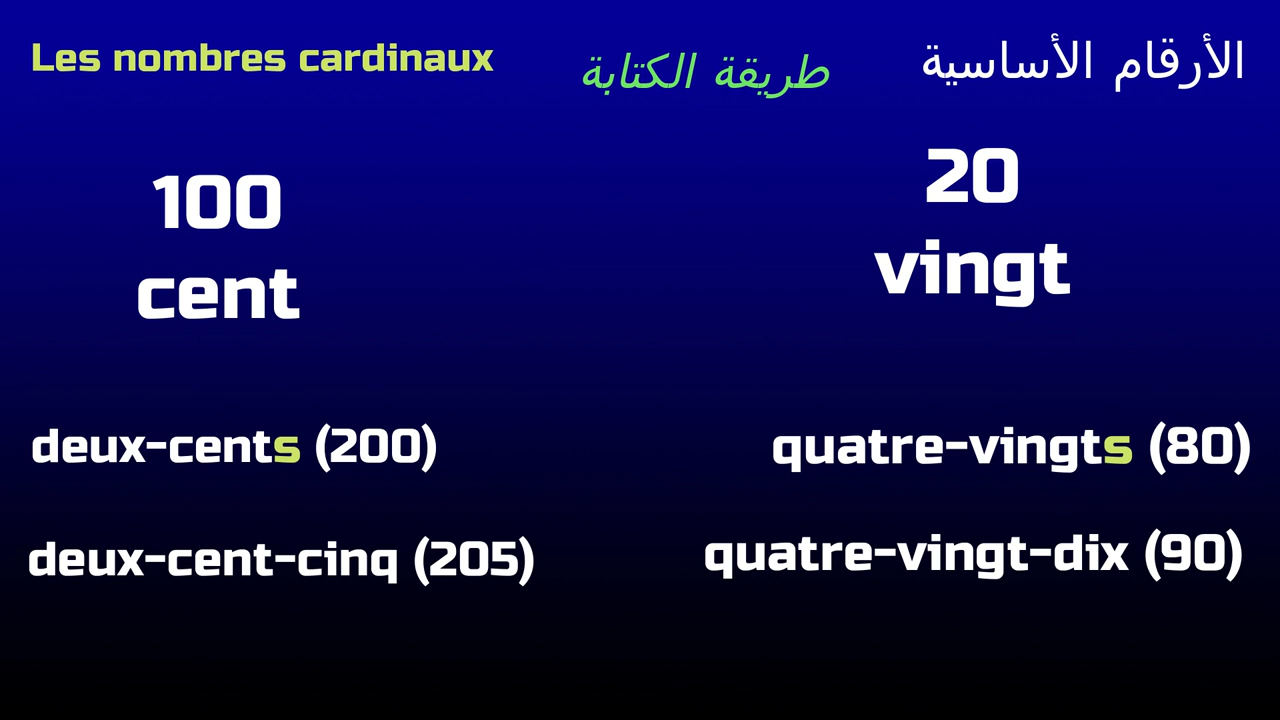 Les nombres cardinaux
طريقة الكتابة
الأرقام الأساسية
100
cent
20
vingt
deux-cents (200)
quatre-vingts (80)
deux-cent-cinq (205)
quatre-vingt-dix (90)